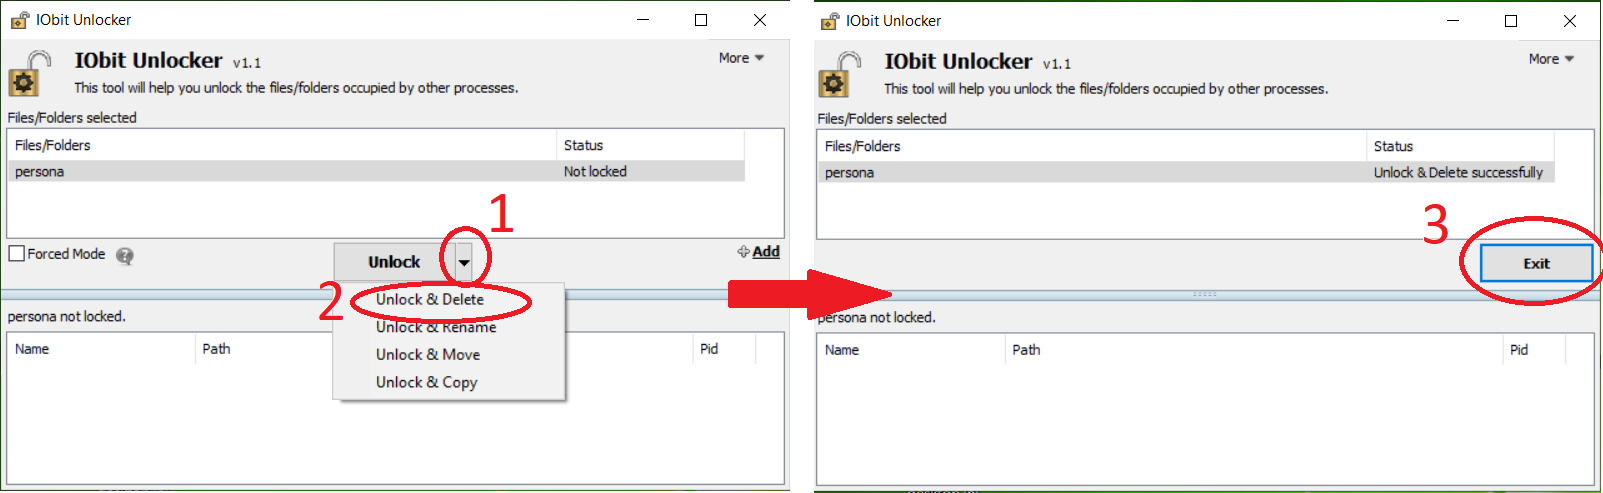 IObit Unlocker
IObit Unlocker v1.1
More
This tool will help you unlock the files/folders occupied by other processes.
Files/Folders selected
Files/Folders Status
persona Not locked
1
Forced Mode
Unlock
Add
2
Unlock & Delete
Unlock & Rename
Unlock & Move
Unlock & Copy
persona not locked.
Name Path Pid
IObit Unlocker
IObit Unlocker v1.1
More
This tool will help you unlock the files/folders occupied by other processes.
Files/Folders selected
Files/Folders Status
persona Unlock & Delete successfully
3
Exit
persona not locked.
Name Path Pid